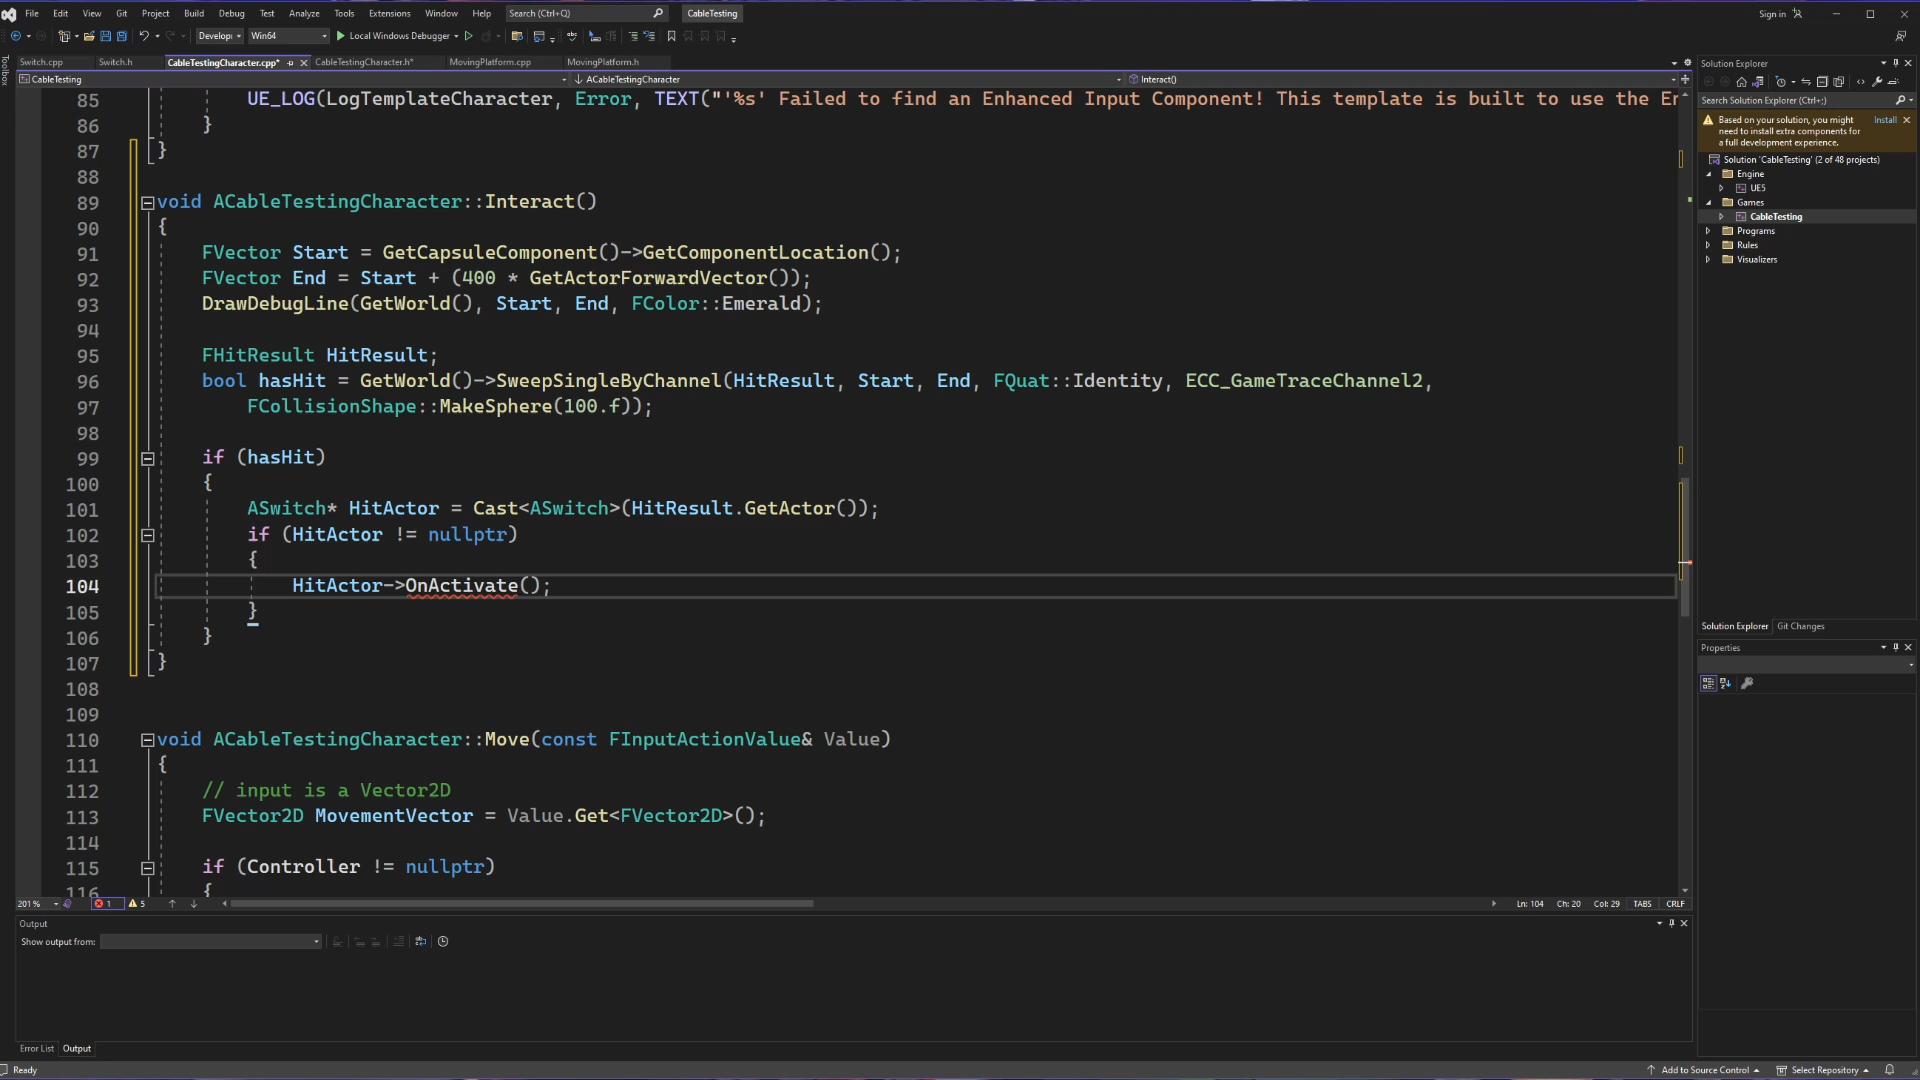 File Edit View Git Project Build Debug Test Analyze Tools Extensions Window Help Search (Ctrl+Q) CableTesting Sign in
Develop Win64 Local Windows Debugger
Toolbox
Switch.cpp Switch.h CableTestingCharacter.cpp* CableTestingCharacter.h* MovingPlatform.cpp MovingPlatform.h
CableTesting ACableTestingCharacter Interact()
85 UE_LOG(LogTemplateCharacter, Error, TEXT("'%s' Failed to find an Enhanced Input Component! This template is built to use the En
86 }
87 }
88
89 void ACableTestingCharacter::Interact()
90 {
91 FVector Start = GetCapsuleComponent()->GetComponentLocation();
92 FVector End = Start + (400 * GetActorForwardVector());
93 DrawDebugLine(GetWorld(), Start, End, FColor::Emerald);
94
95 FHitResult HitResult;
96 bool hasHit = GetWorld()->SweepSingleByChannel(HitResult, Start, End, FQuat::Identity, ECC_GameTraceChannel2,
97 FCollisionShape::MakeSphere(100.f));
98
99 if (hasHit)
100 {
101 ASwitch* HitActor = Cast<ASwitch>(HitResult.GetActor());
102 if (HitActor != nullptr)
103 {
104 HitActor->OnActivate();
105 }
106 }
107 }
108
109
110 void ACableTestingCharacter::Move(const FInputActionValue& Value)
111 {
112 // input is a Vector2D
113 FVector2D MovementVector = Value.Get<FVector2D>();
114
115 if (Controller != nullptr)
116 {
201 % 1 5 Ln: 104 Ch: 20 Col: 29 TABS CRLF
Output
Show output from:
Error List Output
Ready Add to Source Control Select Repository
Solution Explorer
Search Solution Explorer (Ctrl+;)
Based on your solution, you might Install
need to install extra components for
a full development experience.
Solution 'CableTesting' (2 of 48 projects)
Engine
UE5
Games
CableTesting
Programs
Rules
Visualizers
Solution Explorer Git Changes
Properties